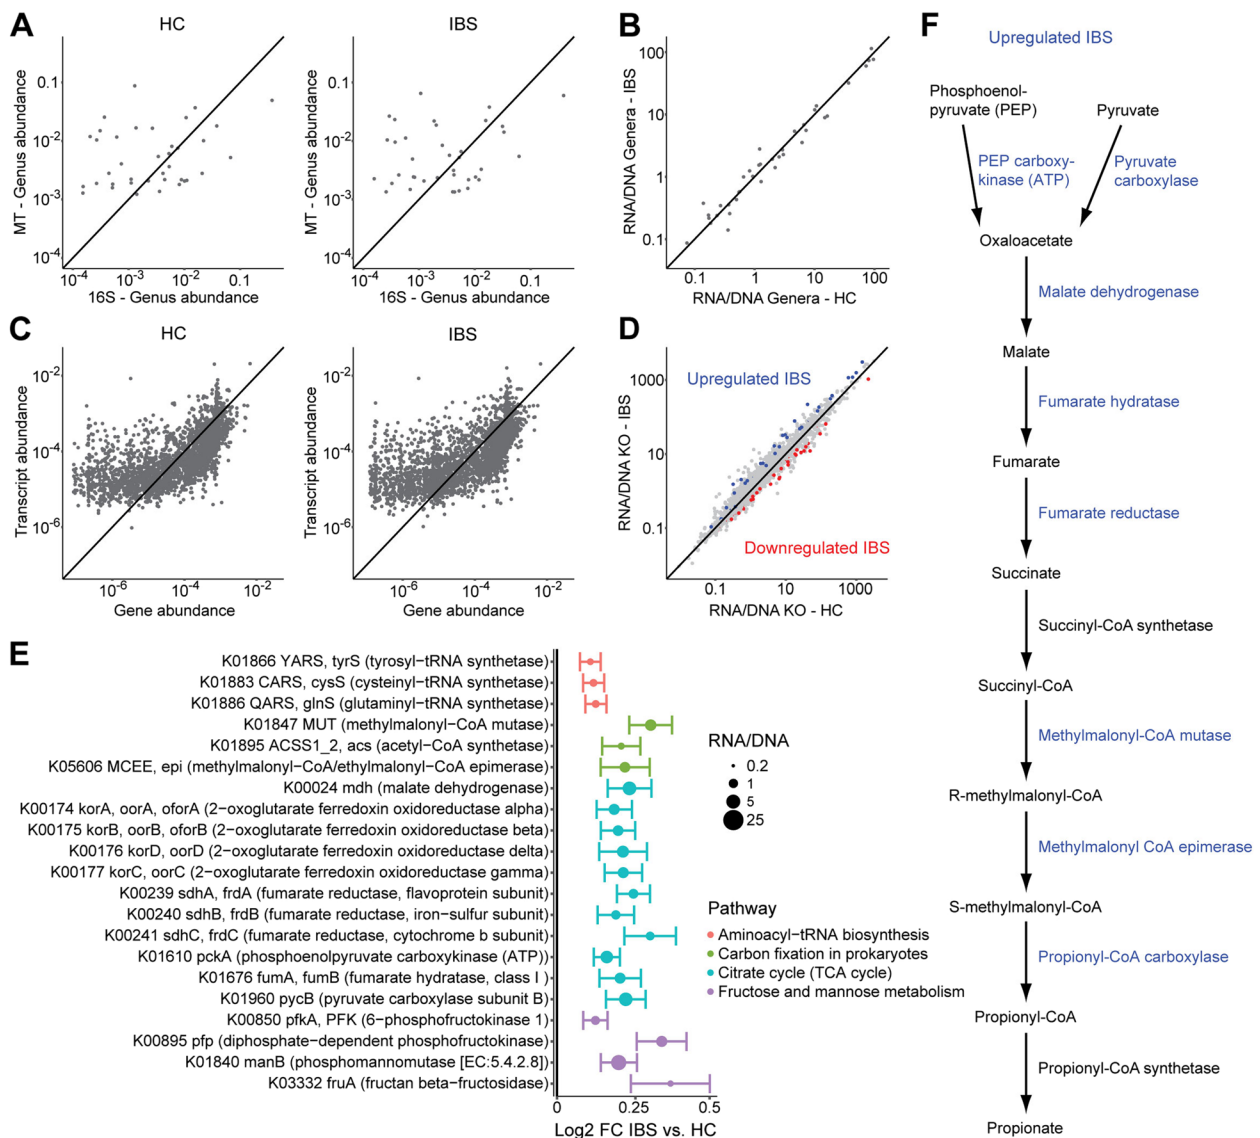 A
HC
IBS
MT - Genus abundance
0.1
10-2
10-3
10-4
10-4
10-3
10-2
0.1
16S - Genus abundance
MT - Genus abundance
0.1
10-2
10-3
10-4
10-4
10-3
10-2
0.1
16S - Genus abundance
B
RNA/DNA Genera - IBS
100
10
1
0.1
0.1
1
10
100
RNA/DNA Genera - HC
C
HC
IBS
Transcript abundance
10-2
10-4
10-6
10-6
10-4
10-2
Gene abundance
Transcript abundance
10-2
10-4
10-6
10-6
10-4
10-2
Gene abundance
D
RNA/DNA KO - IBS
1000
10
0.1
Upregulated IBS
Downregulated IBS
0.1
10
1000
RNA/DNA KO - HC
E
K01866 YARS, tyrS (tyrosyl−tRNA synthetase)
K01883 CARS, cysS (cysteinyl−tRNA synthetase)
K01886 QARS, glnS (glutaminyl−tRNA synthetase)
K01847 MUT (methylmalonyl−CoA mutase)
K01895 ACSS1_2, acs (acetyl−CoA synthetase)
K05606 MCEE, epi (methylmalonyl−CoA/ethylmalonyl−CoA epimerase)
K00024 mdh (malate dehydrogenase)
K00174 korA, oorA, oforA (2−oxoglutarate ferredoxin oxidoreductase alpha)
K00175 korB, oorB, oforB (2−oxoglutarate ferredoxin oxidoreductase beta)
K00176 korD, oorD (2−oxoglutarate ferredoxin oxidoreductase delta)
K00177 korC, oorC (2−oxoglutarate ferredoxin oxidoreductase gamma)
K00239 sdhA, frdA (fumarate reductase, flavoprotein subunit)
K00240 sdhB, frdB (fumarate reductase, iron−sulfur subunit)
K00241 sdhC, frdC (fumarate reductase, cytochrome b subunit)
K01610 pckA (phosphoenolpyruvate carboxykinase (ATP))
K01676 fumA, fumB (fumarate hydratase, class I )
K01960 pycB (pyruvate carboxylase subunit B)
K00850 pfkA, PFK (6−phosphofructokinase 1)
K00895 pfp (diphosphate−dependent phosphofructokinase)
K01840 manB (phosphomannomutase [EC:5.4.2.8])
K03332 fruA (fructan beta−fructosidase)
0
0.25
0.5
Log2 FC IBS vs. HC
RNA/DNA
0.2
1
5
25
Pathway
Aminoacyl−tRNA biosynthesis
Carbon fixation in prokaryotes
Citrate cycle (TCA cycle)
Fructose and mannose metabolism
F
Upregulated IBS
Phosphoenol-
pyruvate (PEP)
Pyruvate
PEP carboxy-
kinase (ATP)
Pyruvate
carboxylase
Oxaloacetate
Malate dehydrogenase
Malate
Fumarate hydratase
Fumarate
Fumarate reductase
Succinate
Succinyl-CoA synthetase
Succinyl-CoA
Methylmalonyl-CoA mutase
R-methylmalonyl-CoA
Methylmalonyl CoA epimerase
S-methylmalonyl-CoA
Propionyl-CoA carboxylase
Propionyl-CoA
Propionyl-CoA synthetase
Propionate